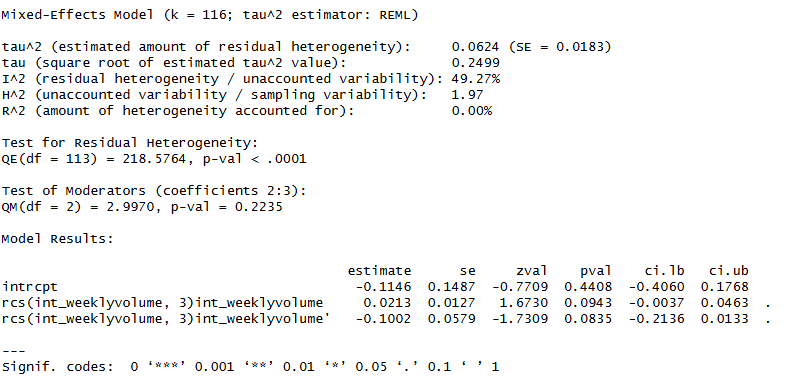 Mixed-Effects Model (k = 116; tau^2 estimator: REML)
tau^2 (estimated amount of residual heterogeneity):     0.0624 (SE = 0.0183)
tau (square root of estimated tau^2 value):             0.2499
I^2 (residual heterogeneity / unaccounted variability): 49.27%
H^2 (unaccounted variability / sampling variability):   1.97
R^2 (amount of heterogeneity accounted for):            0.00%
Test for Residual Heterogeneity:
QE(df = 113) = 218.5764, p-val < .0001
Test of Moderators (coefficients 2:3):
QM(df = 2) = 2.9970, p-val = 0.2235
Model Results:
estimate      se     zval    pval    ci.lb   ci.ub
intrcpt                                  -0.1146  0.1487  -0.7709  0.4408  -0.4060  0.1768
rcs(int_weeklyvolume, 3)int_weeklyvolume    0.0213  0.0127   1.6730  0.0943  -0.0037  0.0463  .
rcs(int_weeklyvolume, 3)int_weeklyvolume'  -0.1002  0.0579  -1.7309  0.0835  -0.2136  0.0133  .
---
Signif. codes:  0 ‘***’ 0.001 ‘**’ 0.01 ‘*’ 0.05 ‘.’ 0.1 ‘ ’ 1